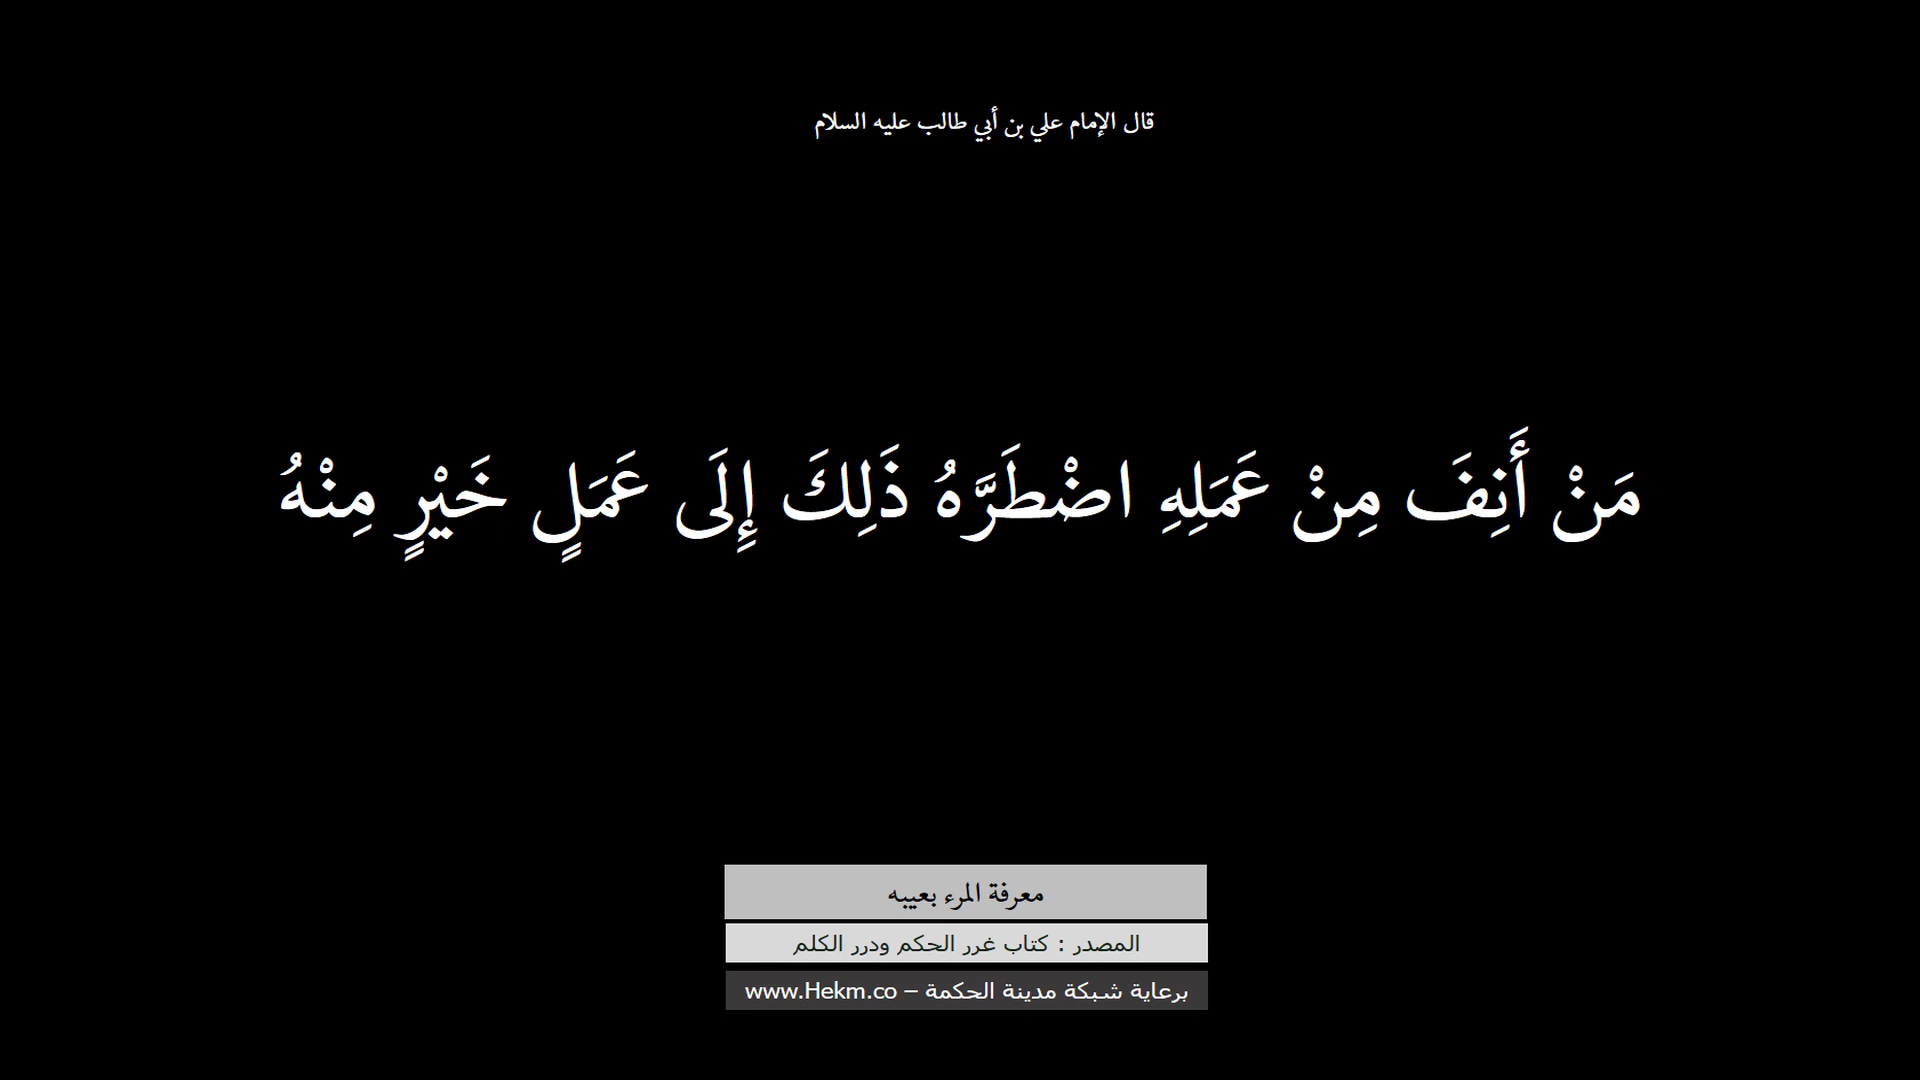 قال الإمام علي بن أبي طالب عليه السلام
مَنْ أَنِفَ مِنْ عَمَلِهِ اضْطَرَّهُ ذَلِكَ إِلَى عَمَلٍ خَيْرٍ مِنْهُ
معرفة المرء بعيبه
المصدر : كتاب غرر الحكم ودرر الكلم
برعاية شبكة مدينة الحكمة – www.Hekm.co